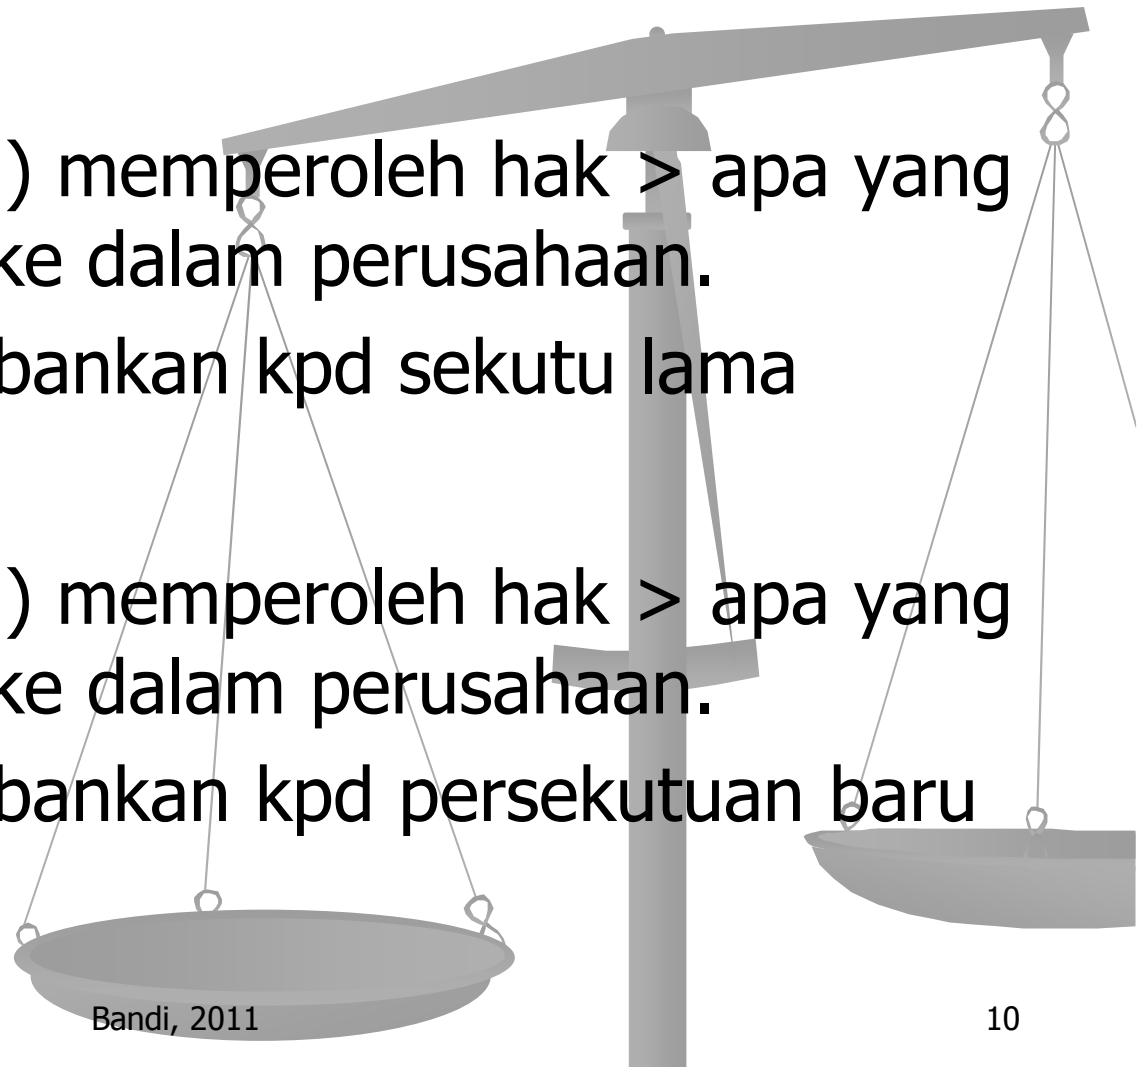 ) memperoleh hak > apa yang
ke dalam perusahaan.
bankan kpd sekutu lama
) memperoleh hak > apa yang
ke dalam perusahaan.
bankan kpd persekutuan baru
Bandi, 2011
10